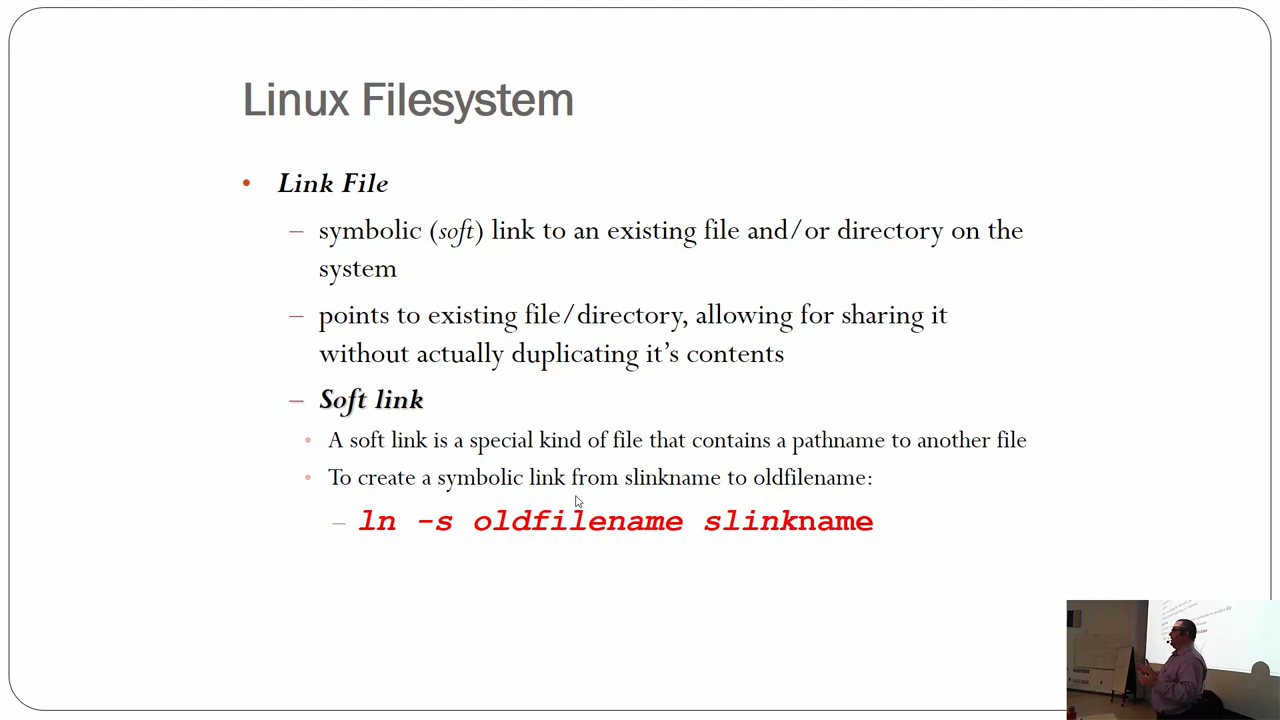 Linux Filesystem
• Link File
– symbolic (soft) link to an existing file and/or directory on the
system
– points to existing file/directory, allowing for sharing it
without actually duplicating it's contents
– Soft link
• A soft link is a special kind of file that contains a pathname to another file
• To create a symbolic link from slinkname to oldfilename:
– ln -s oldfilename slinkname